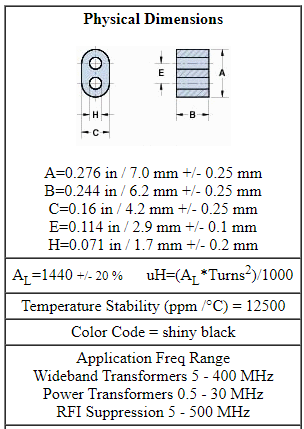 Physical Dimensions
E
A
H
B
C
A=0.276 in / 7.0 mm +/- 0.25 mm
B=0.244 in / 6.2 mm +/- 0.25 mm
C=0.16 in / 4.2 mm +/- 0.25 mm
E=0.114 in / 2.9 mm +/- 0.1 mm
H=0.071 in / 1.7 mm +/- 0.2 mm
A_L=1440 +/- 20 % uH=(A_L*Turns²)/1000
Temperature Stability (ppm /°C) = 12500
Color Code = shiny black
Application Freq Range
Wideband Transformers 5 - 400 MHz
Power Transformers 0.5 - 30 MHz
RFI Suppression 5 - 500 MHz